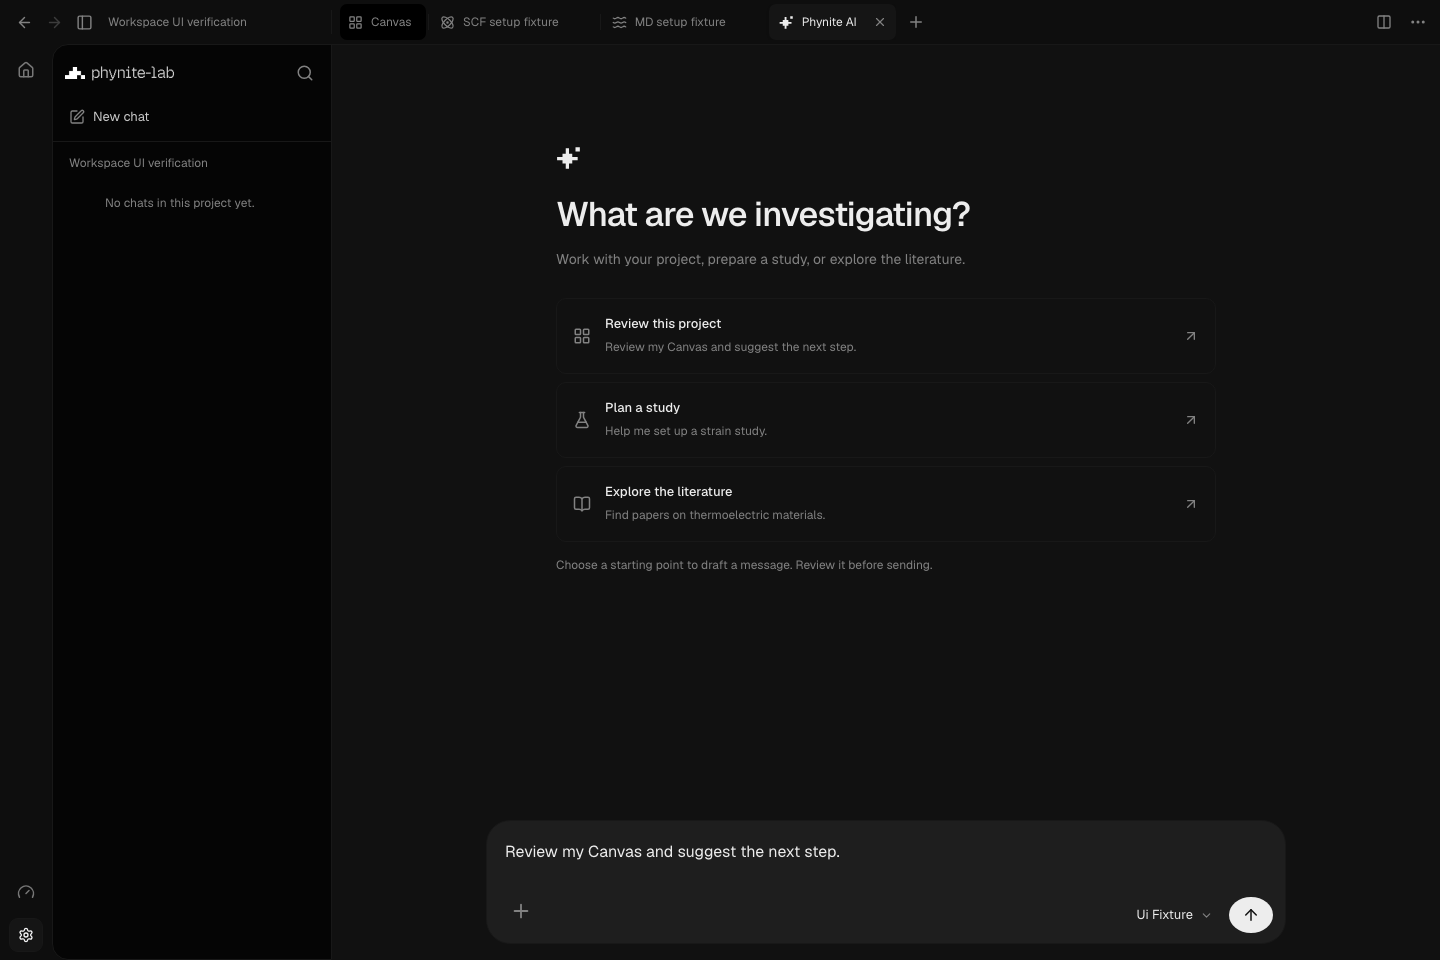 Workspace UI verification
Canvas
SCF setup fixture
MD setup fixture
Phynite AI
phynite-lab
New chat
Workspace UI verification
No chats in this project yet.
What are we investigating?
Work with your project, prepare a study, or explore the literature.
Review this project
Review my Canvas and suggest the next step.
Plan a study
Help me set up a strain study.
Explore the literature
Find papers on thermoelectric materials.
Choose a starting point to draft a message. Review it before sending.
Review my Canvas and suggest the next step.
Ui Fixture